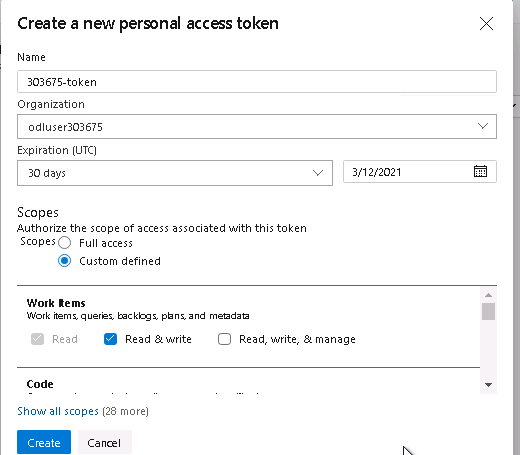 Create a new personal access token
Name
303675-token
Organization
odluser303675
Expiration (UTC)
30 days 3/12/2021
Scopes
Authorize the scope of access associated with this token
Scopes Full access
Custom defined
Work Items
Work items, queries, backlogs, plans, and metadata
Read Read & write Read, write, & manage
Code
Show all scopes (28 more)
Create Cancel